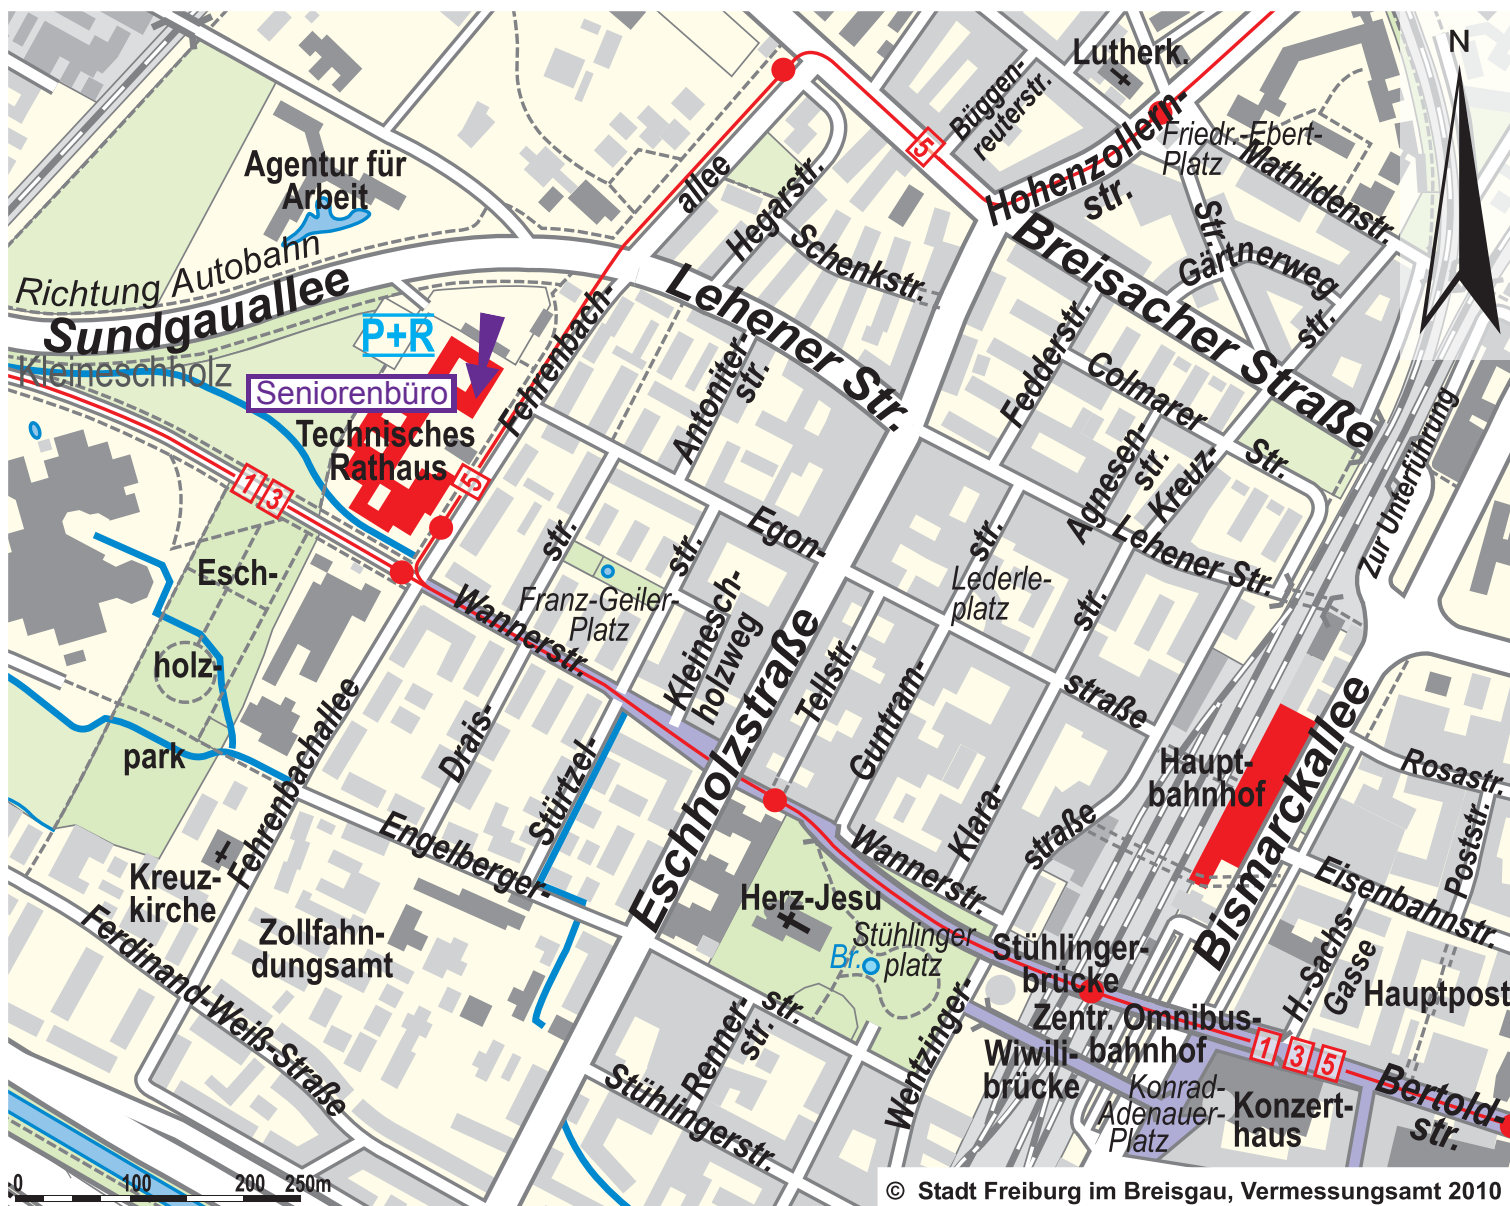 N
Lutherk.
Büggen-
reuterstr.
5
Hohenzollern-
str.
Friedr.-Ebert-
Platz
Str.
Mathildenstr.
Agentur für
Arbeit
allee
Hegarstr.
Schenkstr.
Gärtnerweg
str.
Richtung Autobahn
Sundgauallee
Breisacher Straße
Lehener Str.
P+R
Kleineschholz
Seniorenbüro
Technisches
Rathaus
Fehrenbach-
Antoniter-
str.
Fedderstr.
Colmarer
Str.
Agnesen-
str.
Kreuz-
Zur Unterführung
1
3
5
Egon-
str.
str.
str.
Lehener Str.
Esch-
holz-
park
Wannerstr.
Franz-Geiler-
Platz
Kleinesch-
holzweg
Lederle-
platz
str.
straße
Eschholzstraße
Tellstr.
Guntram-
Drais-
Stürtzel-
Fehrenbachallee
Haupt-
bahnhof
Bismarckallee
Rosastr.
Poststr.
Klara-
straße
Engelberger-
Wannerstr.
Kreuz-
kirche
Herz-Jesu
Stühlinger
platz
Br.
Eisenbahnstr.
H.-Sachs-
Gasse
Zollfahn-
dungsamt
Ferdinand-Weiß-Straße
Stühlinger-
brücke
Hauptpost
Zentr. Omnibus-
bahnhof
Wiwili-
brücke
1
3
5
str.
Renner-
str.
Wentzinger-
Stühlingerstr.
Konrad-
Adenauer-
Platz
Konzert-
haus
Bertold-
str.
0 100 200 250m
© Stadt Freiburg im Breisgau, Vermessungsamt 2010